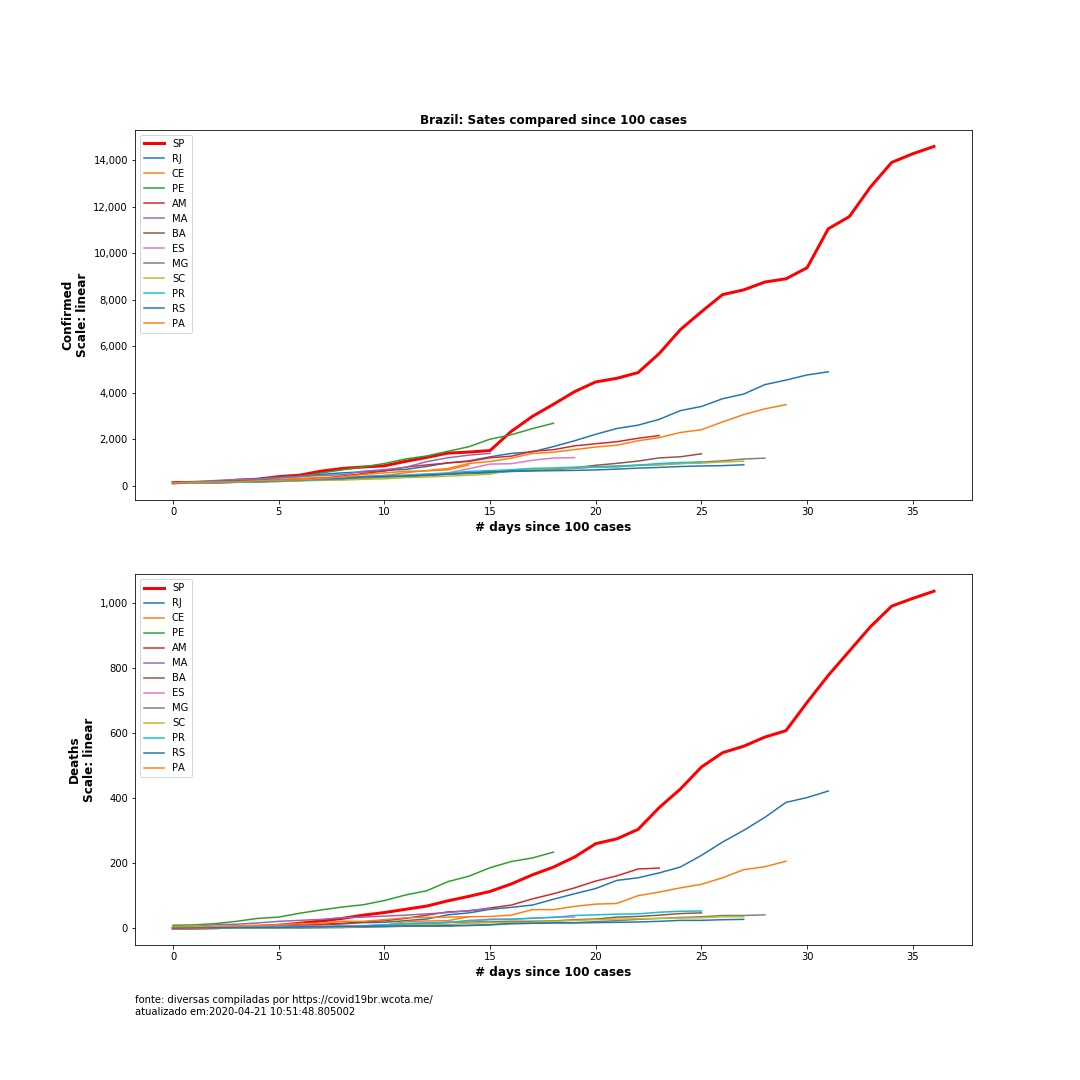 Brazil: Sates compared since 100 cases
SP
RJ
CE
PE
AM
MA
BA
ES
MG
SC
PR
RS
PA
Confirmed
Scale: linear
14,000
12,000
10,000
8,000
6,000
4,000
2,000
0
0 5 10 15 20 25 30 35
# days since 100 cases
SP
RJ
CE
PE
AM
MA
BA
ES
MG
SC
PR
RS
PA
Deaths
Scale: linear
1,000
800
600
400
200
0
0 5 10 15 20 25 30 35
# days since 100 cases
fonte: diversas compiladas por https://covid19br.wcota.me/
atualizado em:2020-04-21 10:51:48.805002